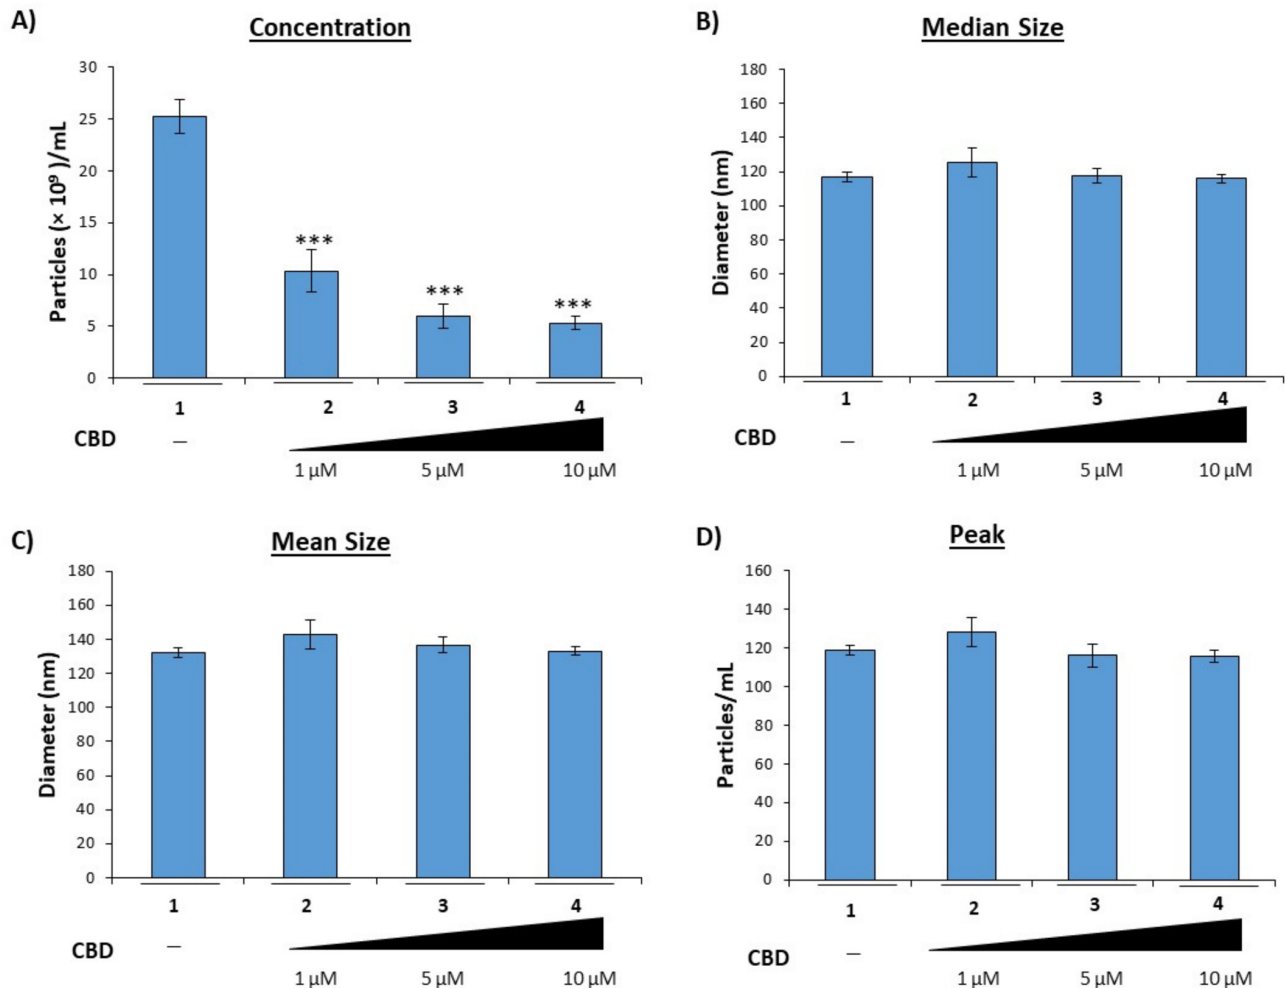 A)
Concentration
Particles (× 10⁹ )/mL
30
25
20
15
10
5
0
***
***
***
1
2
3
4
CBD
–
1 µM
5 µM
10 µM
B)
Median Size
Diameter (nm)
180
160
140
120
100
80
60
40
20
0
1
2
3
4
CBD
–
1 µM
5 µM
10 µM
C)
Mean Size
Diameter (nm)
180
160
140
120
100
80
60
40
20
0
1
2
3
4
CBD
–
1 µM
5 µM
10 µM
D)
Peak
Particles/mL
160
140
120
100
80
60
40
20
0
1
2
3
4
CBD
–
1 µM
5 µM
10 µM